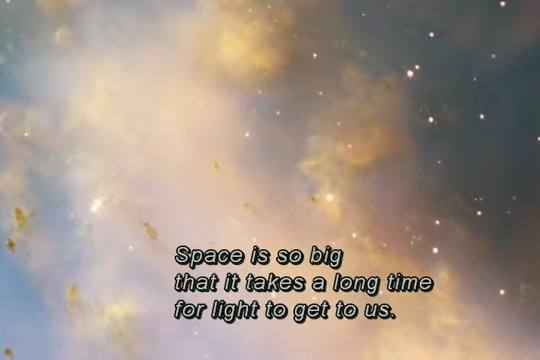 Space is so big
that it takes a long time
for light to get to us.